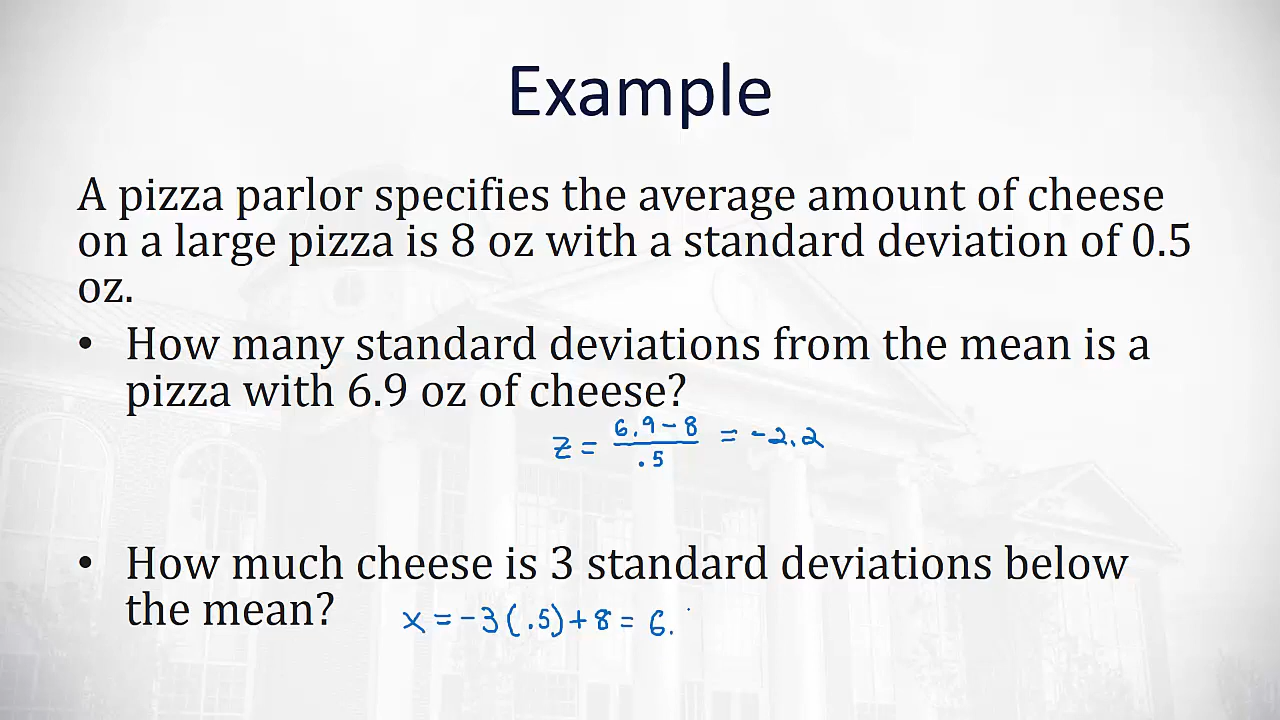 Example
A pizza parlor specifies the average amount of cheese
on a large pizza is 8 oz with a standard deviation of 0.5
oz.
• How many standard deviations from the mean is a
pizza with 6.9 oz of cheese?
z = 6.9 - 8 / .5 = -2.2
• How much cheese is 3 standard deviations below
the mean? x = -3(.5) + 8 = 6.